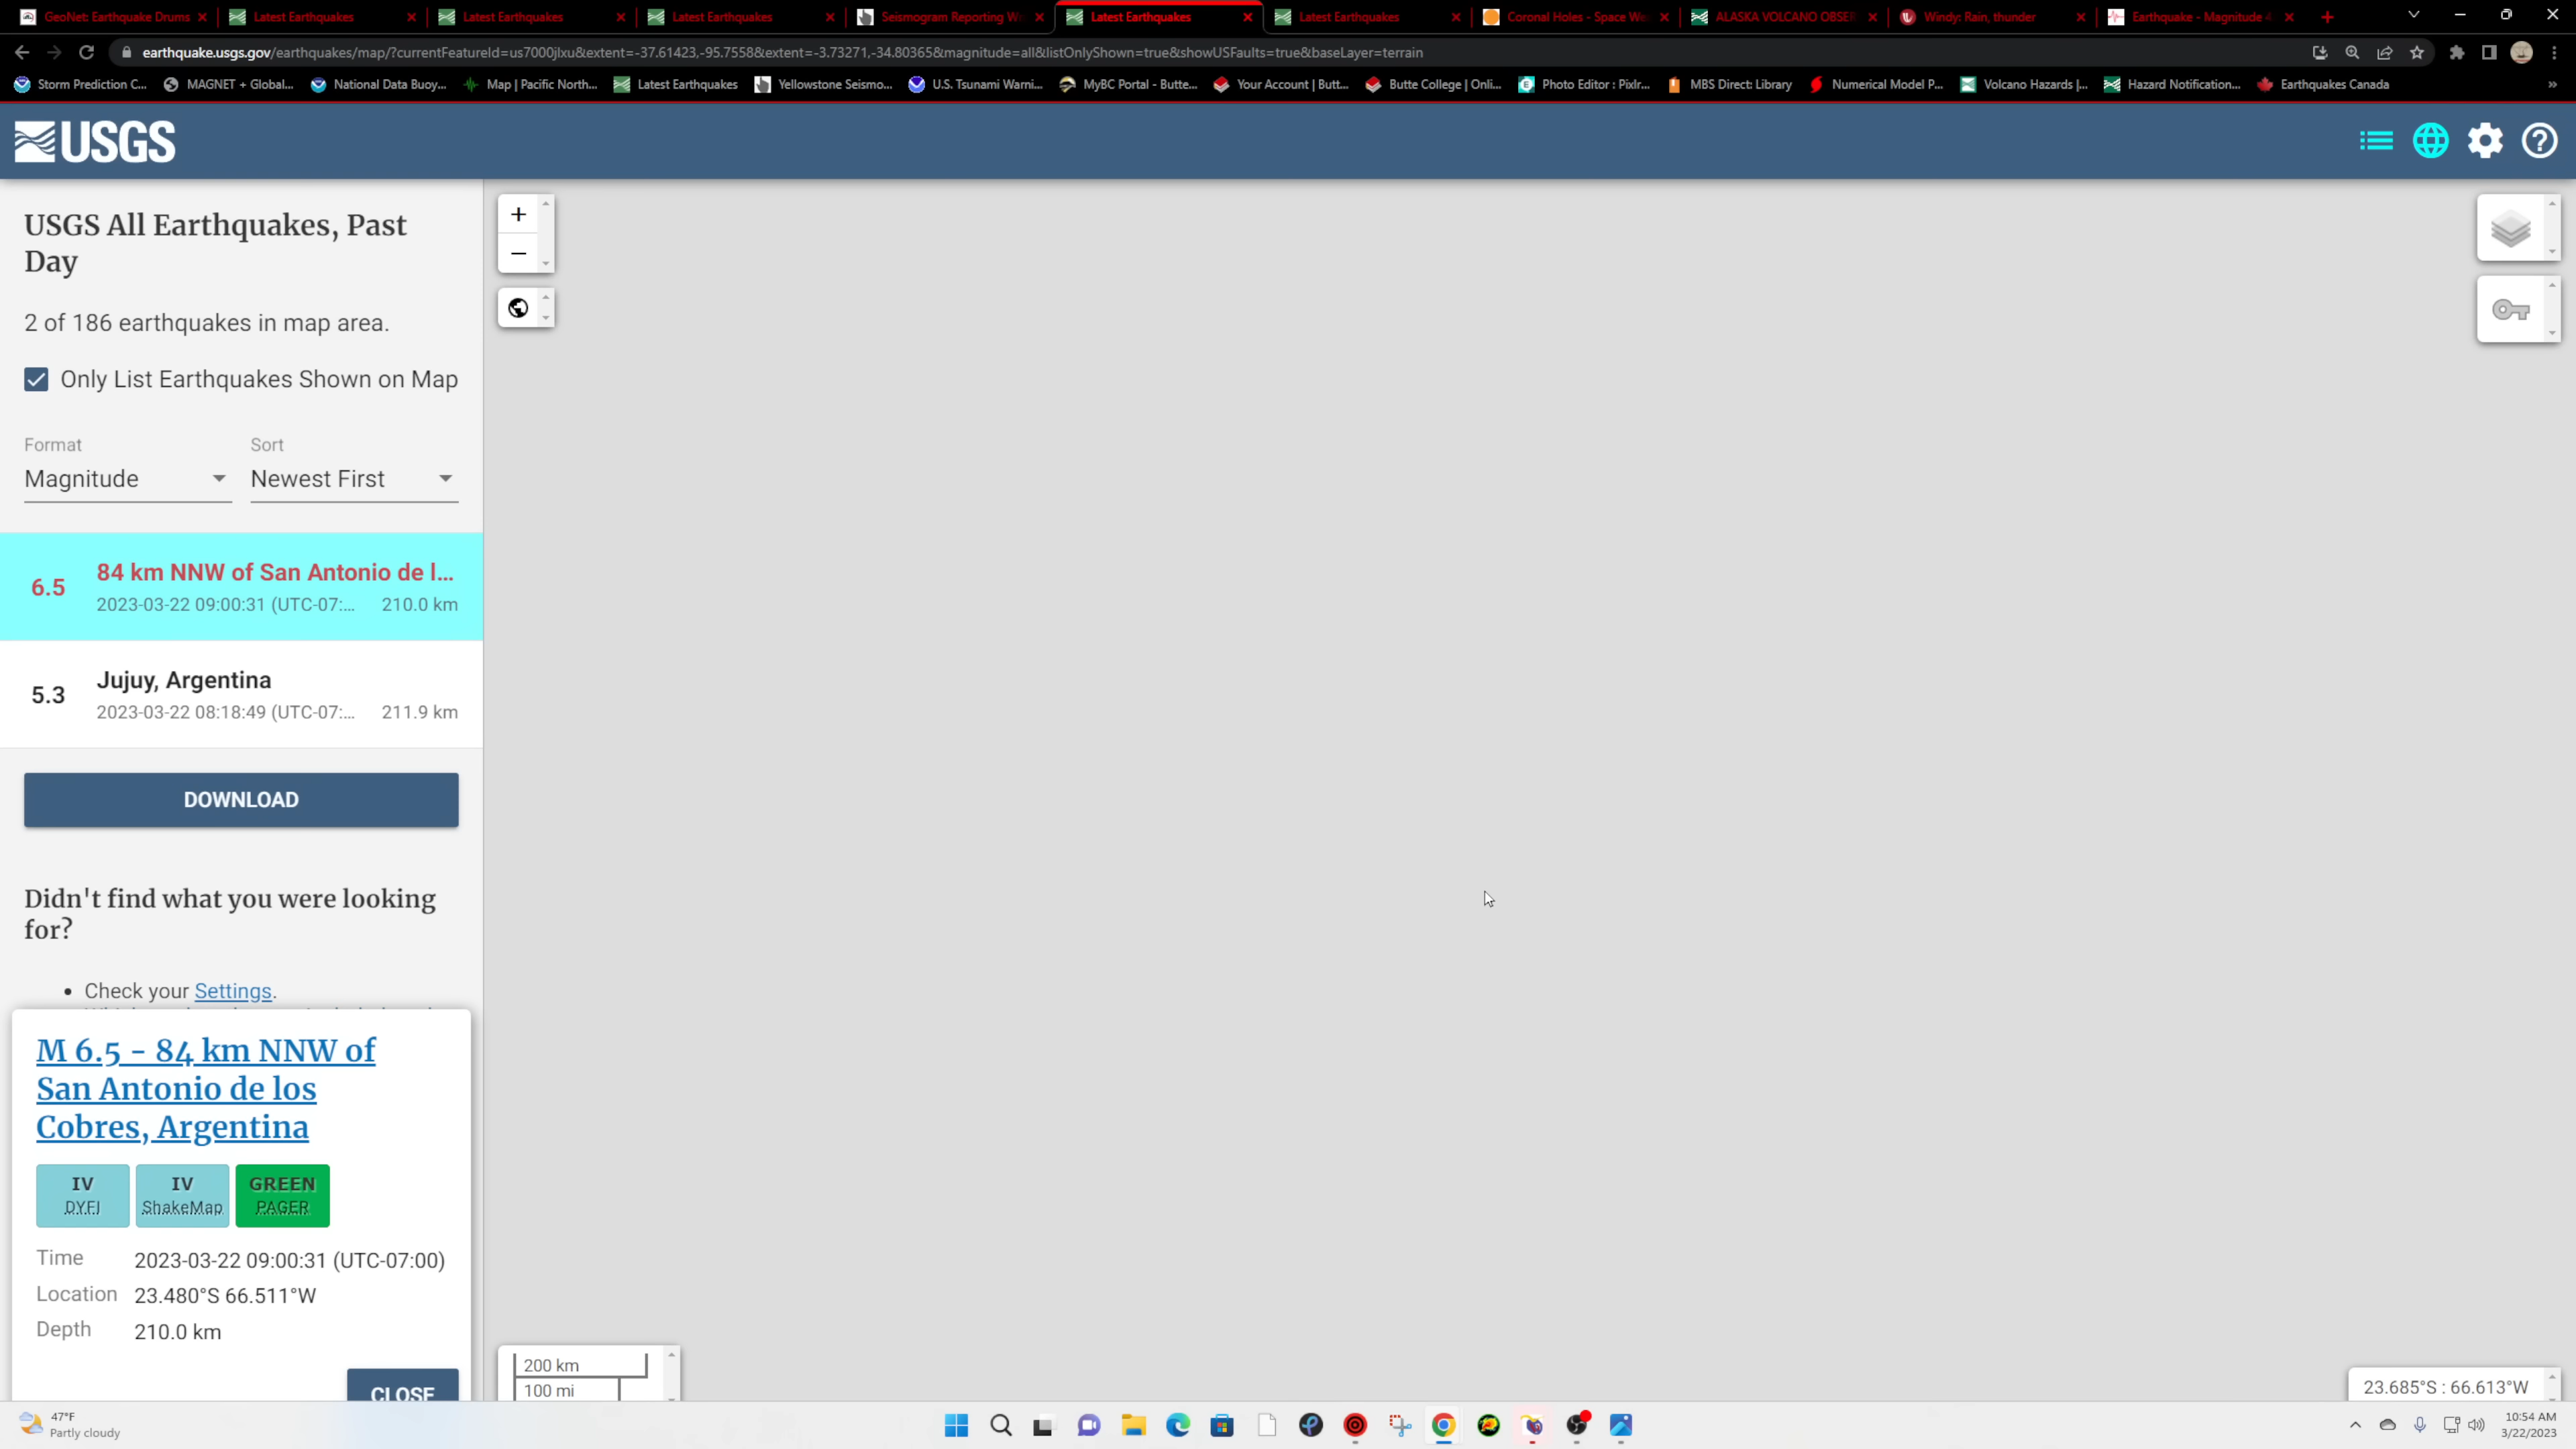 GeoNet: Earthquake Drums
Latest Earthquakes
Latest Earthquakes
Latest Earthquakes
Seismogram Reporting W
Latest Earthquakes
Latest Earthquakes
Coronal Holes - Space We
ALASKA VOLCANO OBSER
Windy: Rain, thunder
Earthquake - Magnitude
earthquake.usgs.gov/earthquakes/map/?currentFeatureId=us7000jlxu&extent=-37.61423,-95.7558&extent=-3.73271,-34.80365&magnitude=all&listOnlyShown=true&showUSFaults=true&baseLayer=terrain
Storm Prediction C...
MAGNET + Global...
National Data Buoy...
Map | Pacific North...
Latest Earthquakes
Yellowstone Seismo...
U.S. Tsunami Warni...
MyBC Portal - Butte...
Your Account | Butt...
Butte College | Onli...
Photo Editor : Pixlr...
MBS Direct: Library
Numerical Model P...
Volcano Hazards |...
Hazard Notification...
Earthquakes Canada
USGS
USGS All Earthquakes, Past
Day
2 of 186 earthquakes in map area.
Only List Earthquakes Shown on Map
Format Sort
Magnitude Newest First
6.5 84 km NNW of San Antonio de l...
2023-03-22 09:00:31 (UTC-07:... 210.0 km
5.3 Jujuy, Argentina
2023-03-22 08:18:49 (UTC-07:... 211.9 km
DOWNLOAD
Didn't find what you were looking
for?
Check your Settings.
M 6.5 - 84 km NNW of
San Antonio de los
Cobres, Argentina
IV DYFI
IV ShakeMap
GREEN PAGER
Time 2023-03-22 09:00:31 (UTC-07:00)
Location 23.480°S 66.511°W
Depth 210.0 km
CLOSE
200 km
100 mi
23.685°S : 66.613°W
47°F
Partly cloudy
10:54 AM
3/22/2023